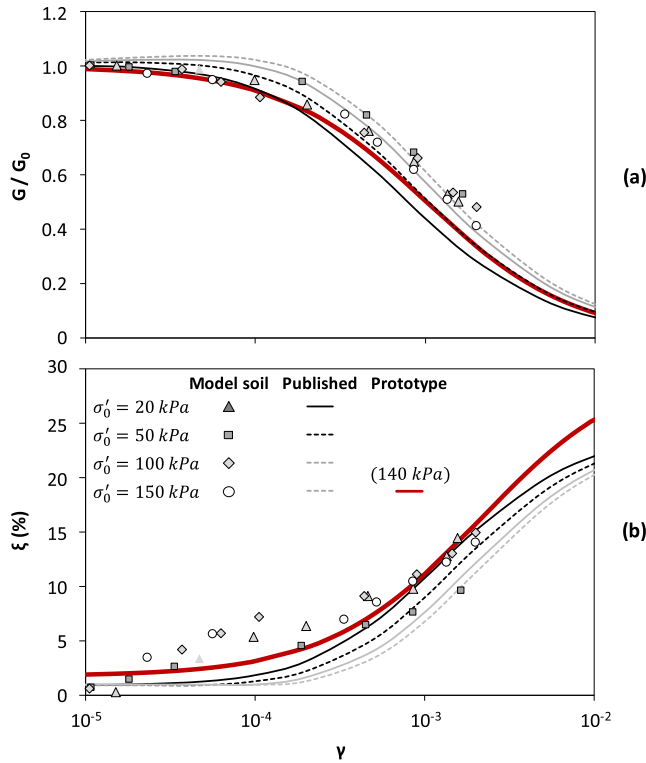 1.2
1.0
0.8
0.6
0.4
0.2
0
G / G0
(a)
30
25
20
15
10
5
0
ξ (%)
(b)
Model soil Published Prototype
σ′0 = 20 kPa
σ′0 = 50 kPa
σ′0 = 100 kPa
σ′0 = 150 kPa
(140 kPa)
10-5 10-4 10-3 10-2
γ